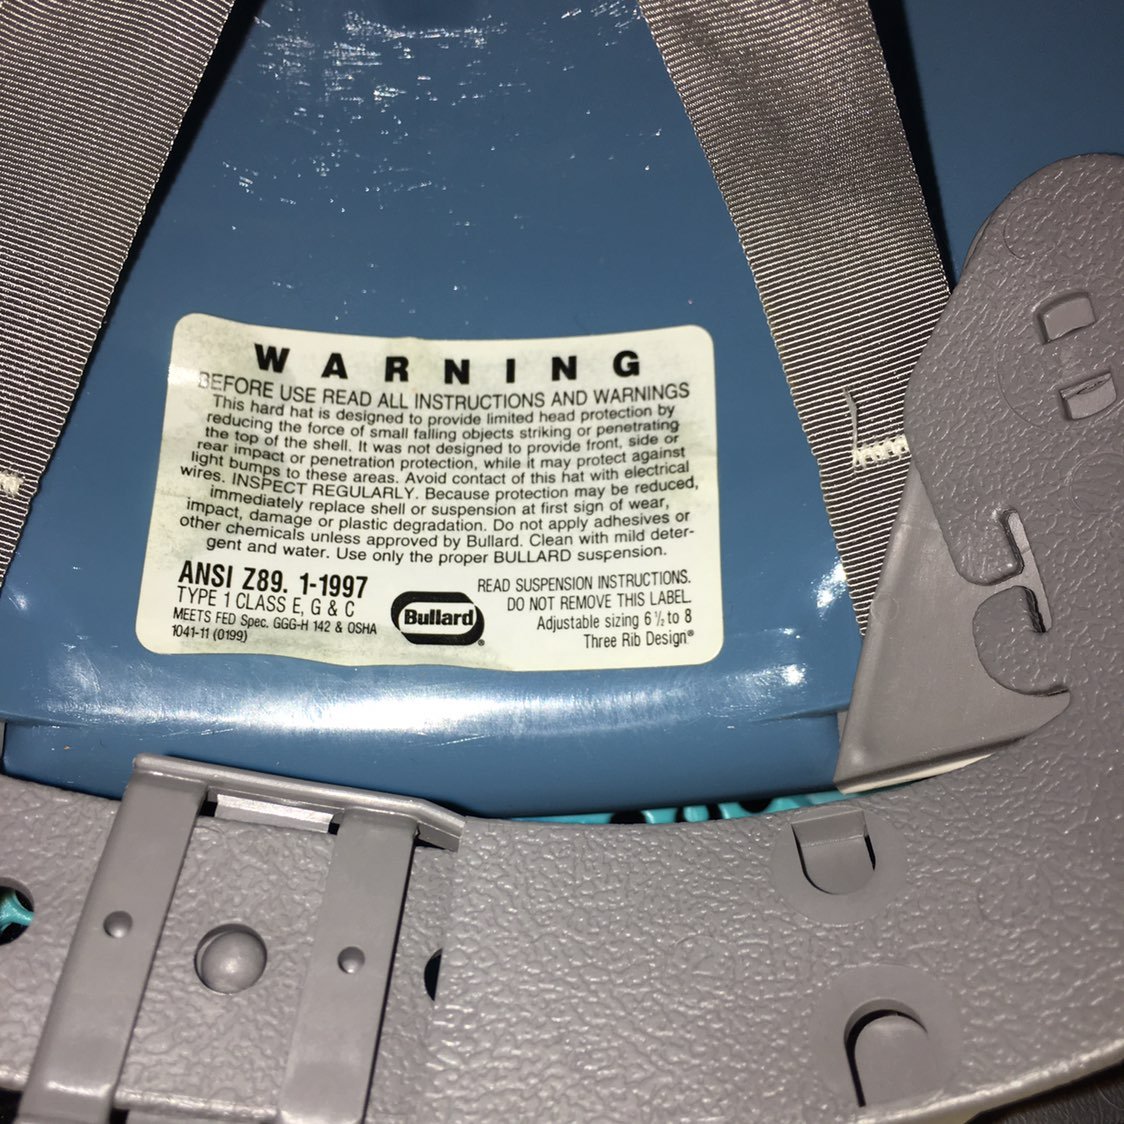 WARNING
BEFORE USE READ ALL INSTRUCTIONS AND WARNINGS
This hard hat is designed to provide limited head protection by
reducing the force of small falling objects striking or penetrating
the top of the shell. It was not designed to provide front, side or
rear impact or penetration protection, while it may protect against
light bumps to these areas. Avoid contact of this hat with electrical
wires. INSPECT REGULARLY. Because protection may be reduced,
immediately replace shell or suspension at first sign of wear,
impact, damage or plastic degradation. Do not apply adhesives or
other chemicals unless approved by Bullard. Clean with mild deter-
gent and water. Use only the proper BULLARD suspension.
ANSI Z89. 1-1997
TYPE 1 CLASS E, G & C
MEETS FED Spec. GGG-H 142 & OSHA
1041-11 (0199)
Bullard®
READ SUSPENSION INSTRUCTIONS.
DO NOT REMOVE THIS LABEL.
Adjustable sizing 6½ to 8
Three Rib Design®